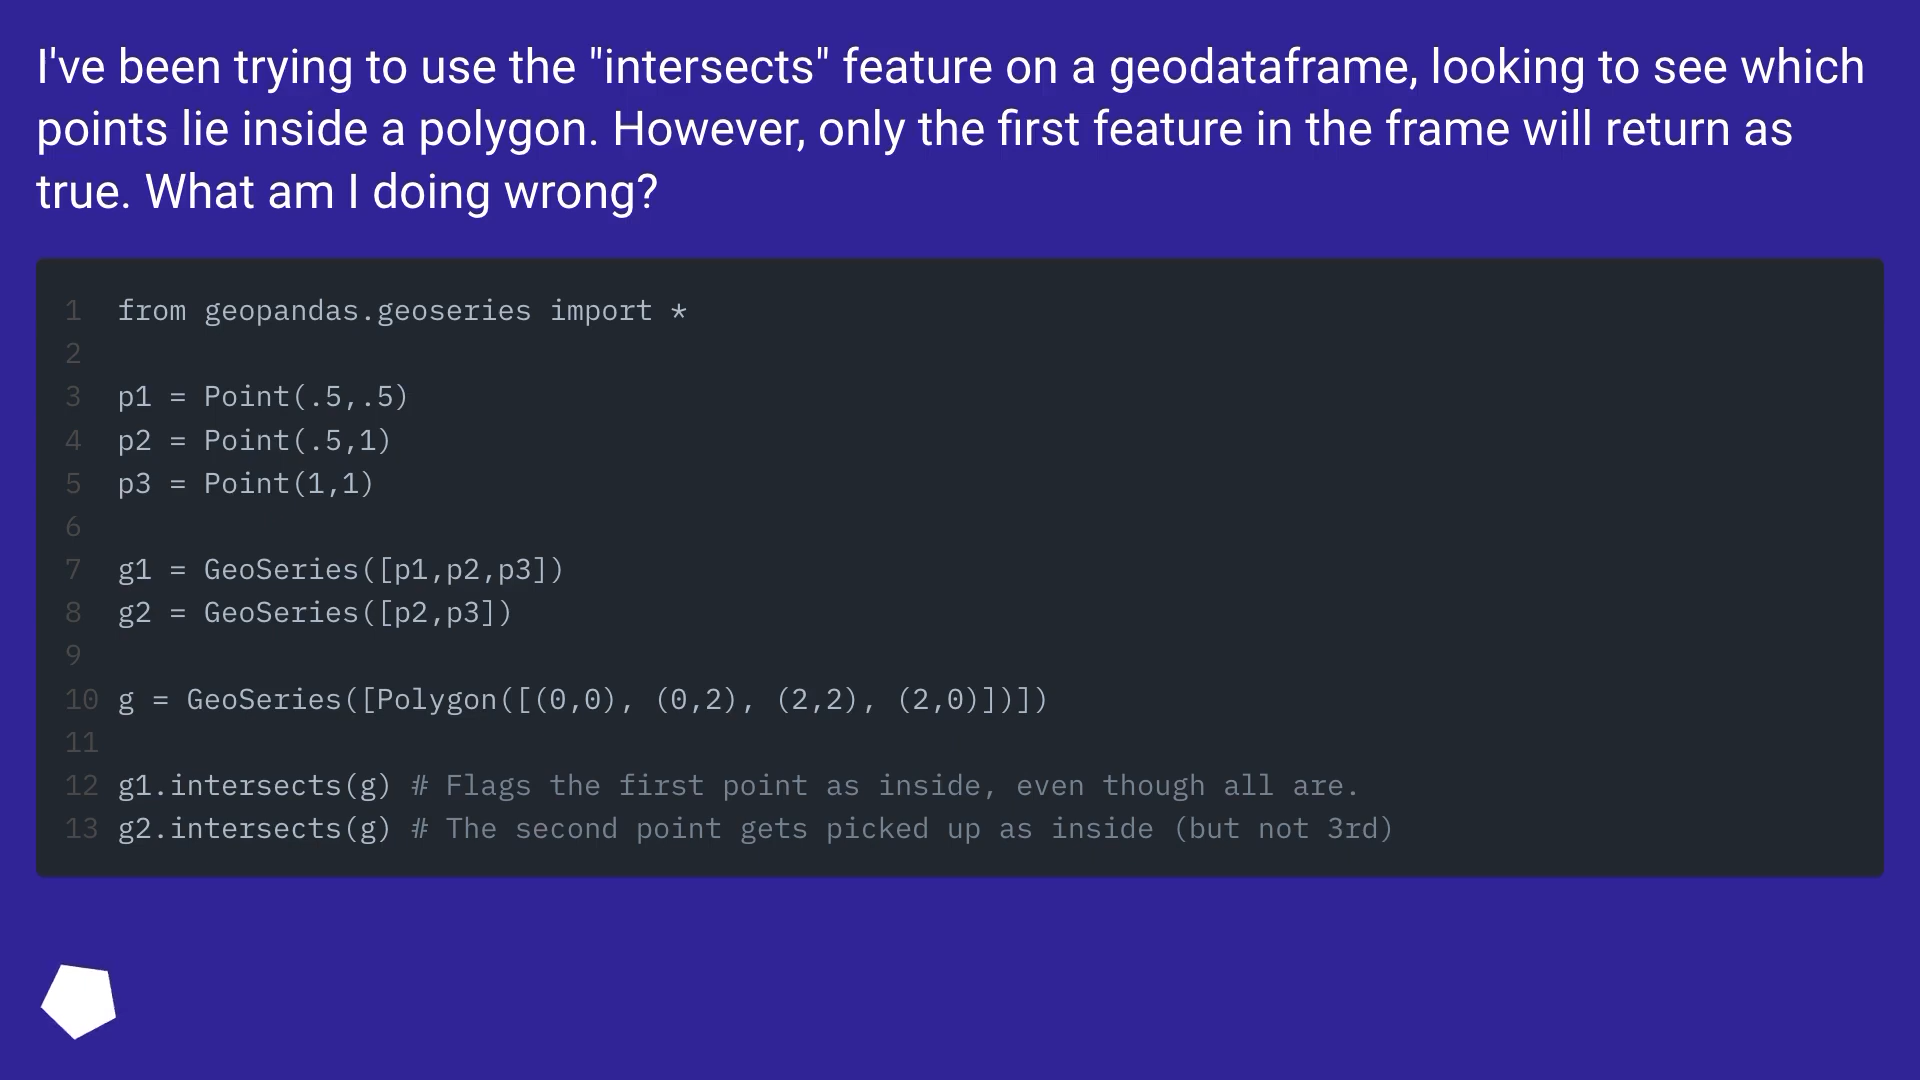 I've been trying to use the "intersects" feature on a geodataframe, looking to see which
points lie inside a polygon. However, only the first feature in the frame will return as
true. What am I doing wrong?
1 from geopandas.geoseries import *
2
3 p1 = Point(.5,.5)
4 p2 = Point(.5,1)
5 p3 = Point(1,1)
6
7 g1 = GeoSeries([p1,p2,p3])
8 g2 = GeoSeries([p2,p3])
9
10 g = GeoSeries([Polygon([(0,0), (0,2), (2,2), (2,0)])])
11
12 g1.intersects(g) # Flags the first point as inside, even though all are.
13 g2.intersects(g) # The second point gets picked up as inside (but not 3rd)